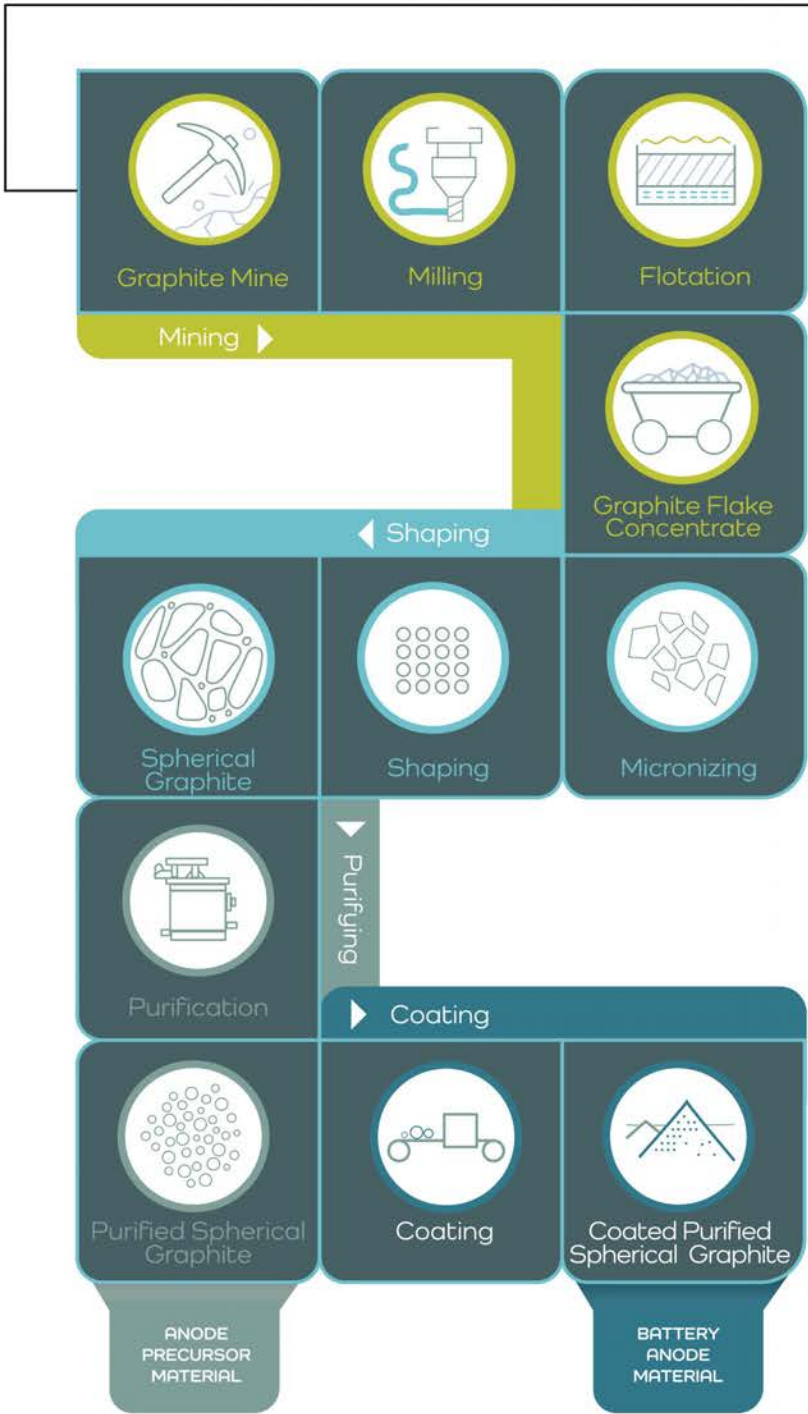 Graphite Mine
Milling
Flotation
Mining
Graphite Flake
Concentrate
Shaping
Spherical
Graphite
Shaping
Micronizing
Purifying
Purification
Coating
Purified Spherical
Graphite
Coating
Coated Purified
Spherical Graphite
ANODE
PRECURSOR
MATERIAL
BATTERY
ANODE
MATERIAL